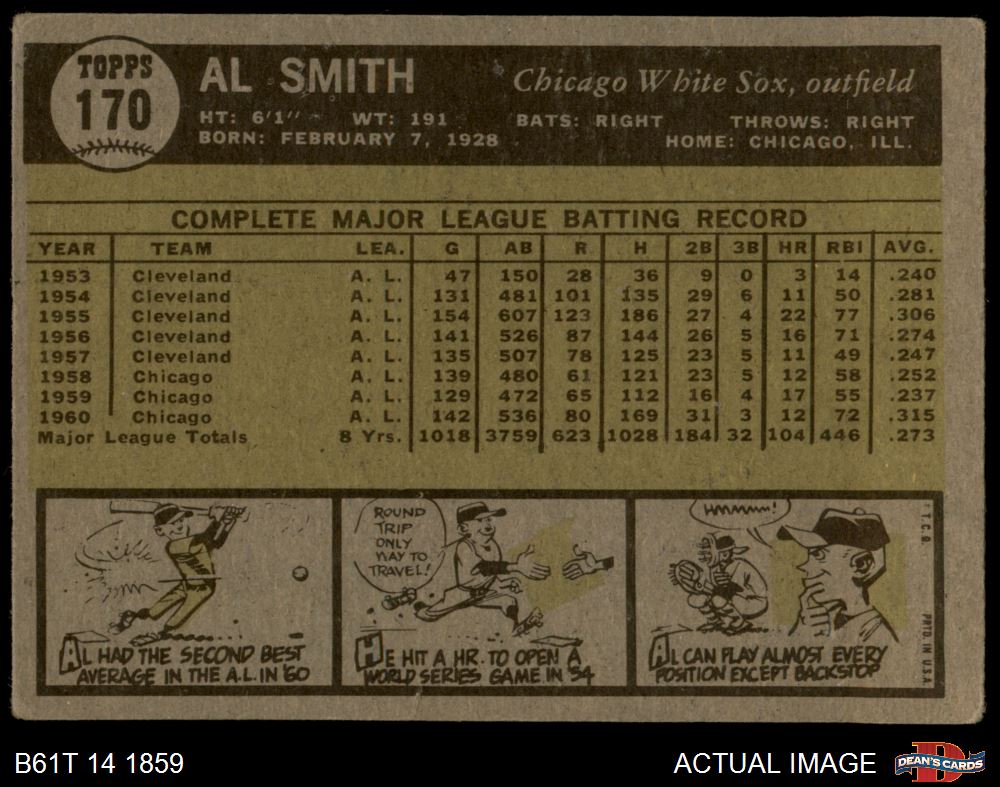 TOPPS
170
AL SMITH
Chicago White Sox, outfield
HT: 6'1" WT: 191 BATS: RIGHT THROWS: RIGHT
BORN: FEBRUARY 7, 1928 HOME: CHICAGO, ILL.
COMPLETE MAJOR LEAGUE BATTING RECORD
YEAR TEAM LEA. G AB R H 2B 3B HR RBI AVG.
1953 Cleveland A. L. 47 150 28 36 9 0 3 14 .240
1954 Cleveland A. L. 131 481 101 135 29 6 11 50 .281
1955 Cleveland A. L. 154 607 123 186 27 4 22 77 .306
1956 Cleveland A. L. 141 526 87 144 26 5 16 71 .274
1957 Cleveland A. L. 135 507 78 125 23 5 11 49 .247
1958 Chicago A. L. 139 480 61 121 23 5 12 58 .252
1959 Chicago A. L. 129 472 65 112 16 4 17 55 .237
1960 Chicago A. L. 142 536 80 169 31 3 12 72 .315
Major League Totals 8 Yrs. 1018 3759 623 1028 184 32 104 446 .273
AL HAD THE SECOND BEST
AVERAGE IN THE A.L. IN '60
ROUND
TRIP
ONLY
WAY TO
TRAVEL!
HE HIT A HR. TO OPEN A
WORLD SERIES GAME IN '54
HMMMM!
AL CAN PLAY ALMOST EVERY
POSITION EXCEPT BACKSTOP
T.C.G. PRTD. IN U.S.A.
B61T 14 1859
ACTUAL IMAGE
DEAN'S CARDS